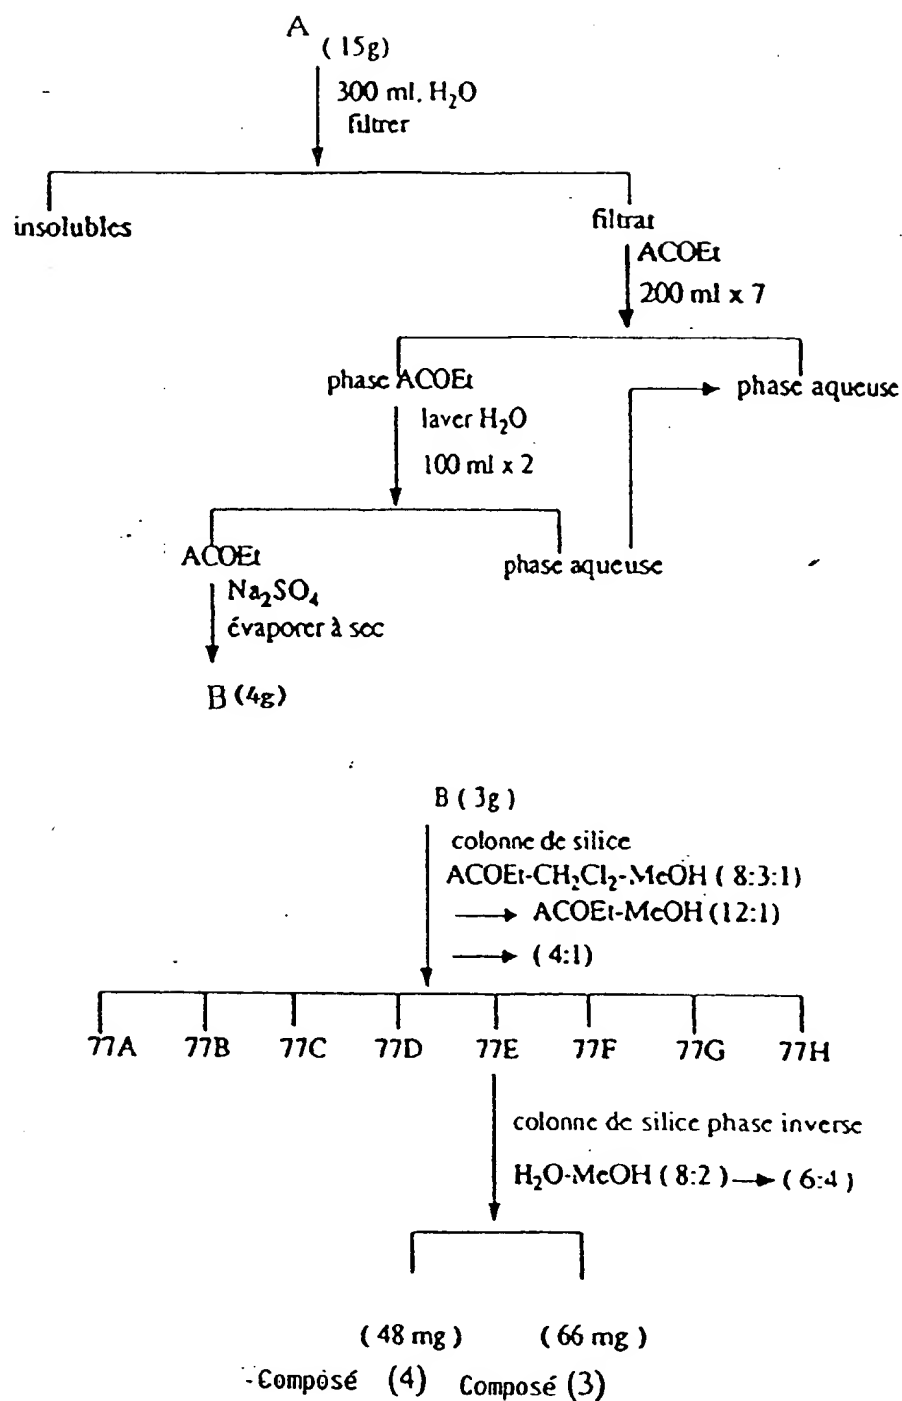 A
(15g)
300 ml. H₂O
filtrer
insolubles
filtrat
ACOEt
200 ml x 7
phase ACOEt
phase aqueuse
laver H₂O
100 ml x 2
ACOEt
phase aqueuse
Na₂SO₄
évaporer à sec
B (4g)
B ( 3g )
colonne de silice
ACOEt-CH₂Cl₂-MeOH ( 8:3:1)
ACOEt-MeOH (12:1)
( 4:1)
77A 77B 77C 77D 77E 77F 77G 77H
colonne de silice phase inverse
H₂O-MeOH ( 8:2 ) ( 6:4 )
( 48 mg ) ( 66 mg )
Composé (4) Composé (3)